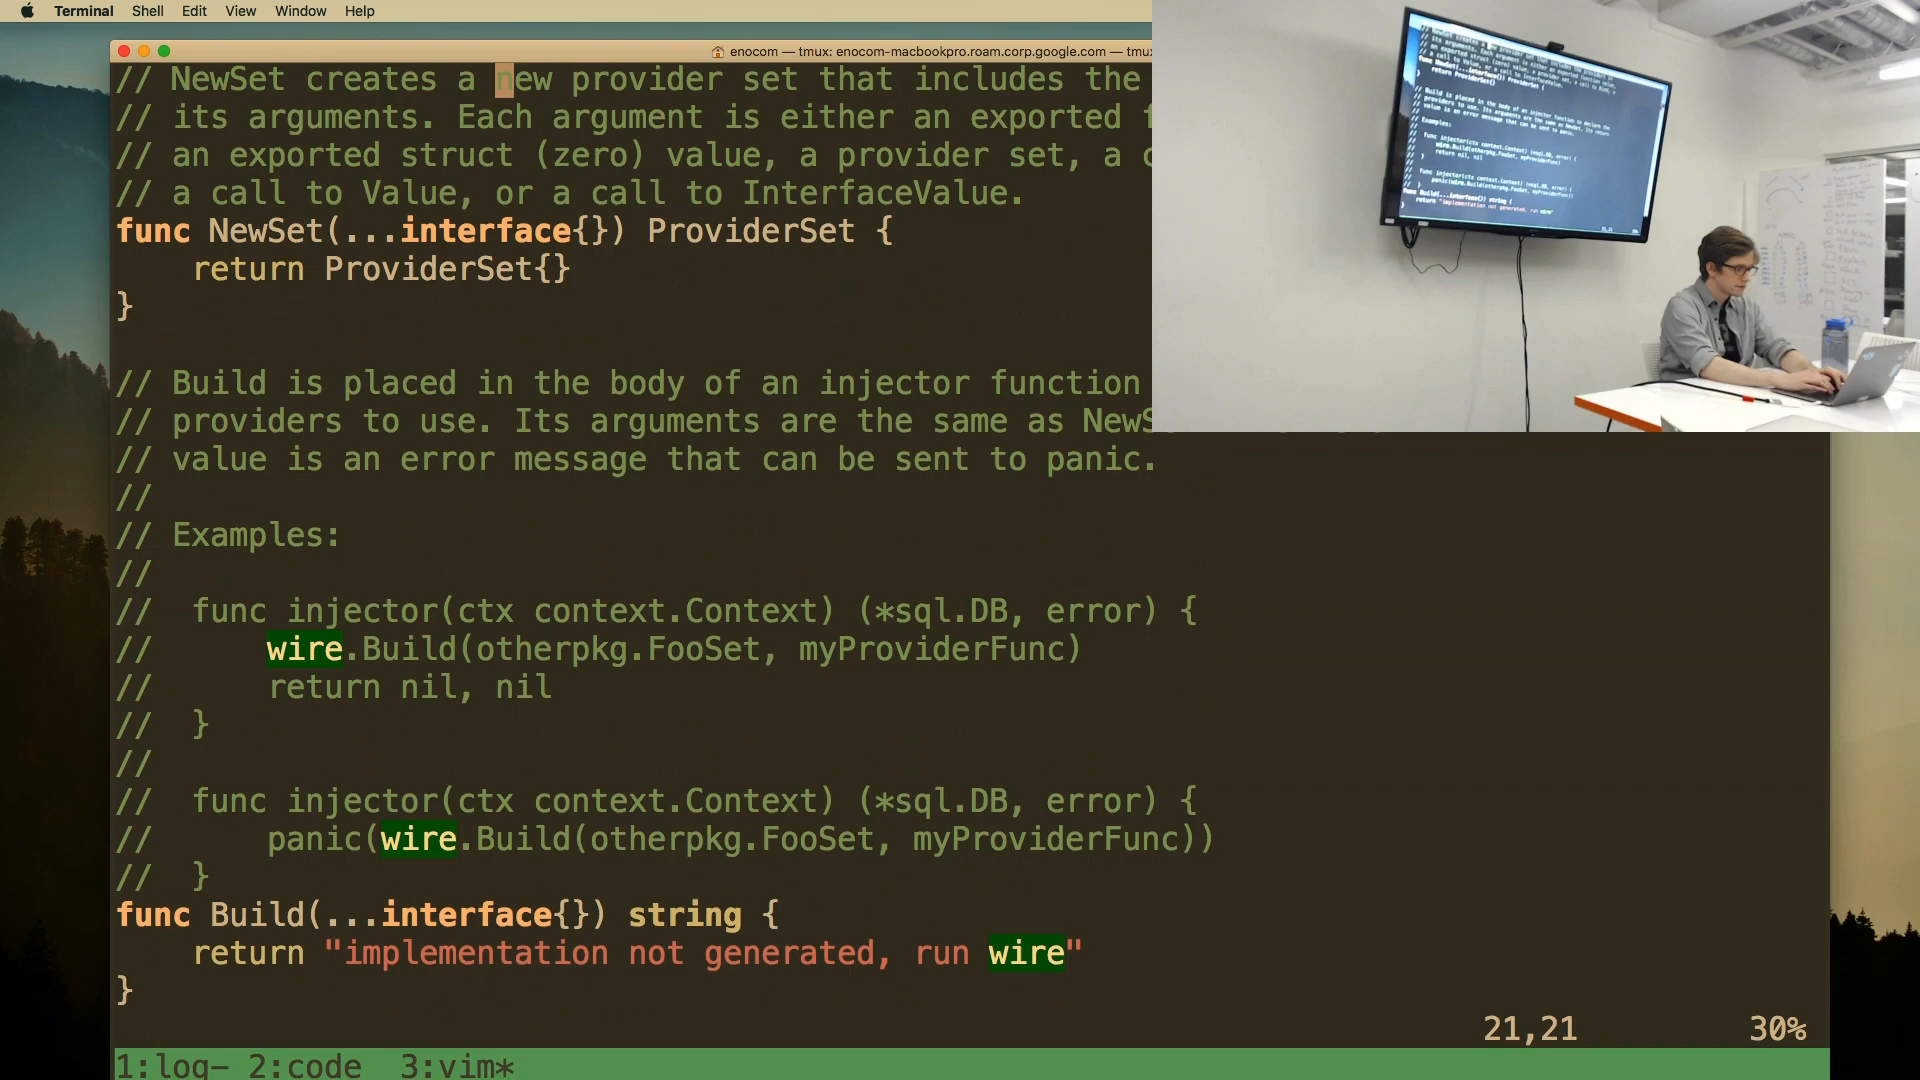 Terminal Shell Edit View Window Help
enocom — tmux: enocom-macbookpro.roam.corp.google.com — tmu
// NewSet creates a new provider set that includes the
// its arguments. Each argument is either an exported
// an exported struct (zero) value, a provider set, a
// a call to Value, or a call to InterfaceValue.
func NewSet(...interface{}) ProviderSet {
return ProviderSet{}
}
// Build is placed in the body of an injector function
// providers to use. Its arguments are the same as NewS
// value is an error message that can be sent to panic.
//
// Examples:
//
// func injector(ctx context.Context) (*sql.DB, error) {
// wire.Build(otherpkg.FooSet, myProviderFunc)
// return nil, nil
// }
//
// func injector(ctx context.Context) (*sql.DB, error) {
// panic(wire.Build(otherpkg.FooSet, myProviderFunc))
// }
func Build(...interface{}) string {
return "implementation not generated, run wire"
}
21,21 30%
1:log- 2:code 3:vim*